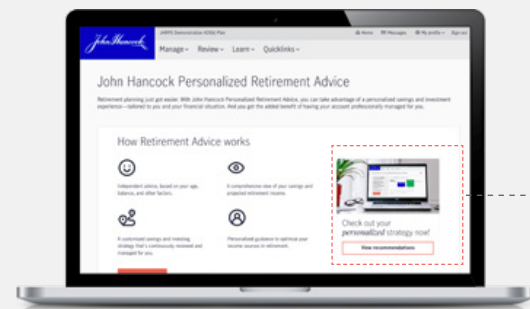 John Hancock
JHRPS Demonstration 401(k) Plan
Home Messages My profile Sign out
Manage Review Learn Quicklinks
John Hancock Personalized Retirement Advice
Retirement planning just got easier. With John Hancock Personalized Retirement Advice, you can take advantage of a personalized savings and investment
experience—tailored to you and your financial situation. And you get the added benefit of having your account professionally managed for you.
How Retirement Advice works
Independent advice, based on your age,
balance, and other factors.
A comprehensive view of your savings and
projected retirement income.
A customized savings and investing
strategy that's continuously reviewed and
managed for you.
Personalized guidance to optimize your
income sources in retirement.
Check out your
personalized strategy now!
View recommendations